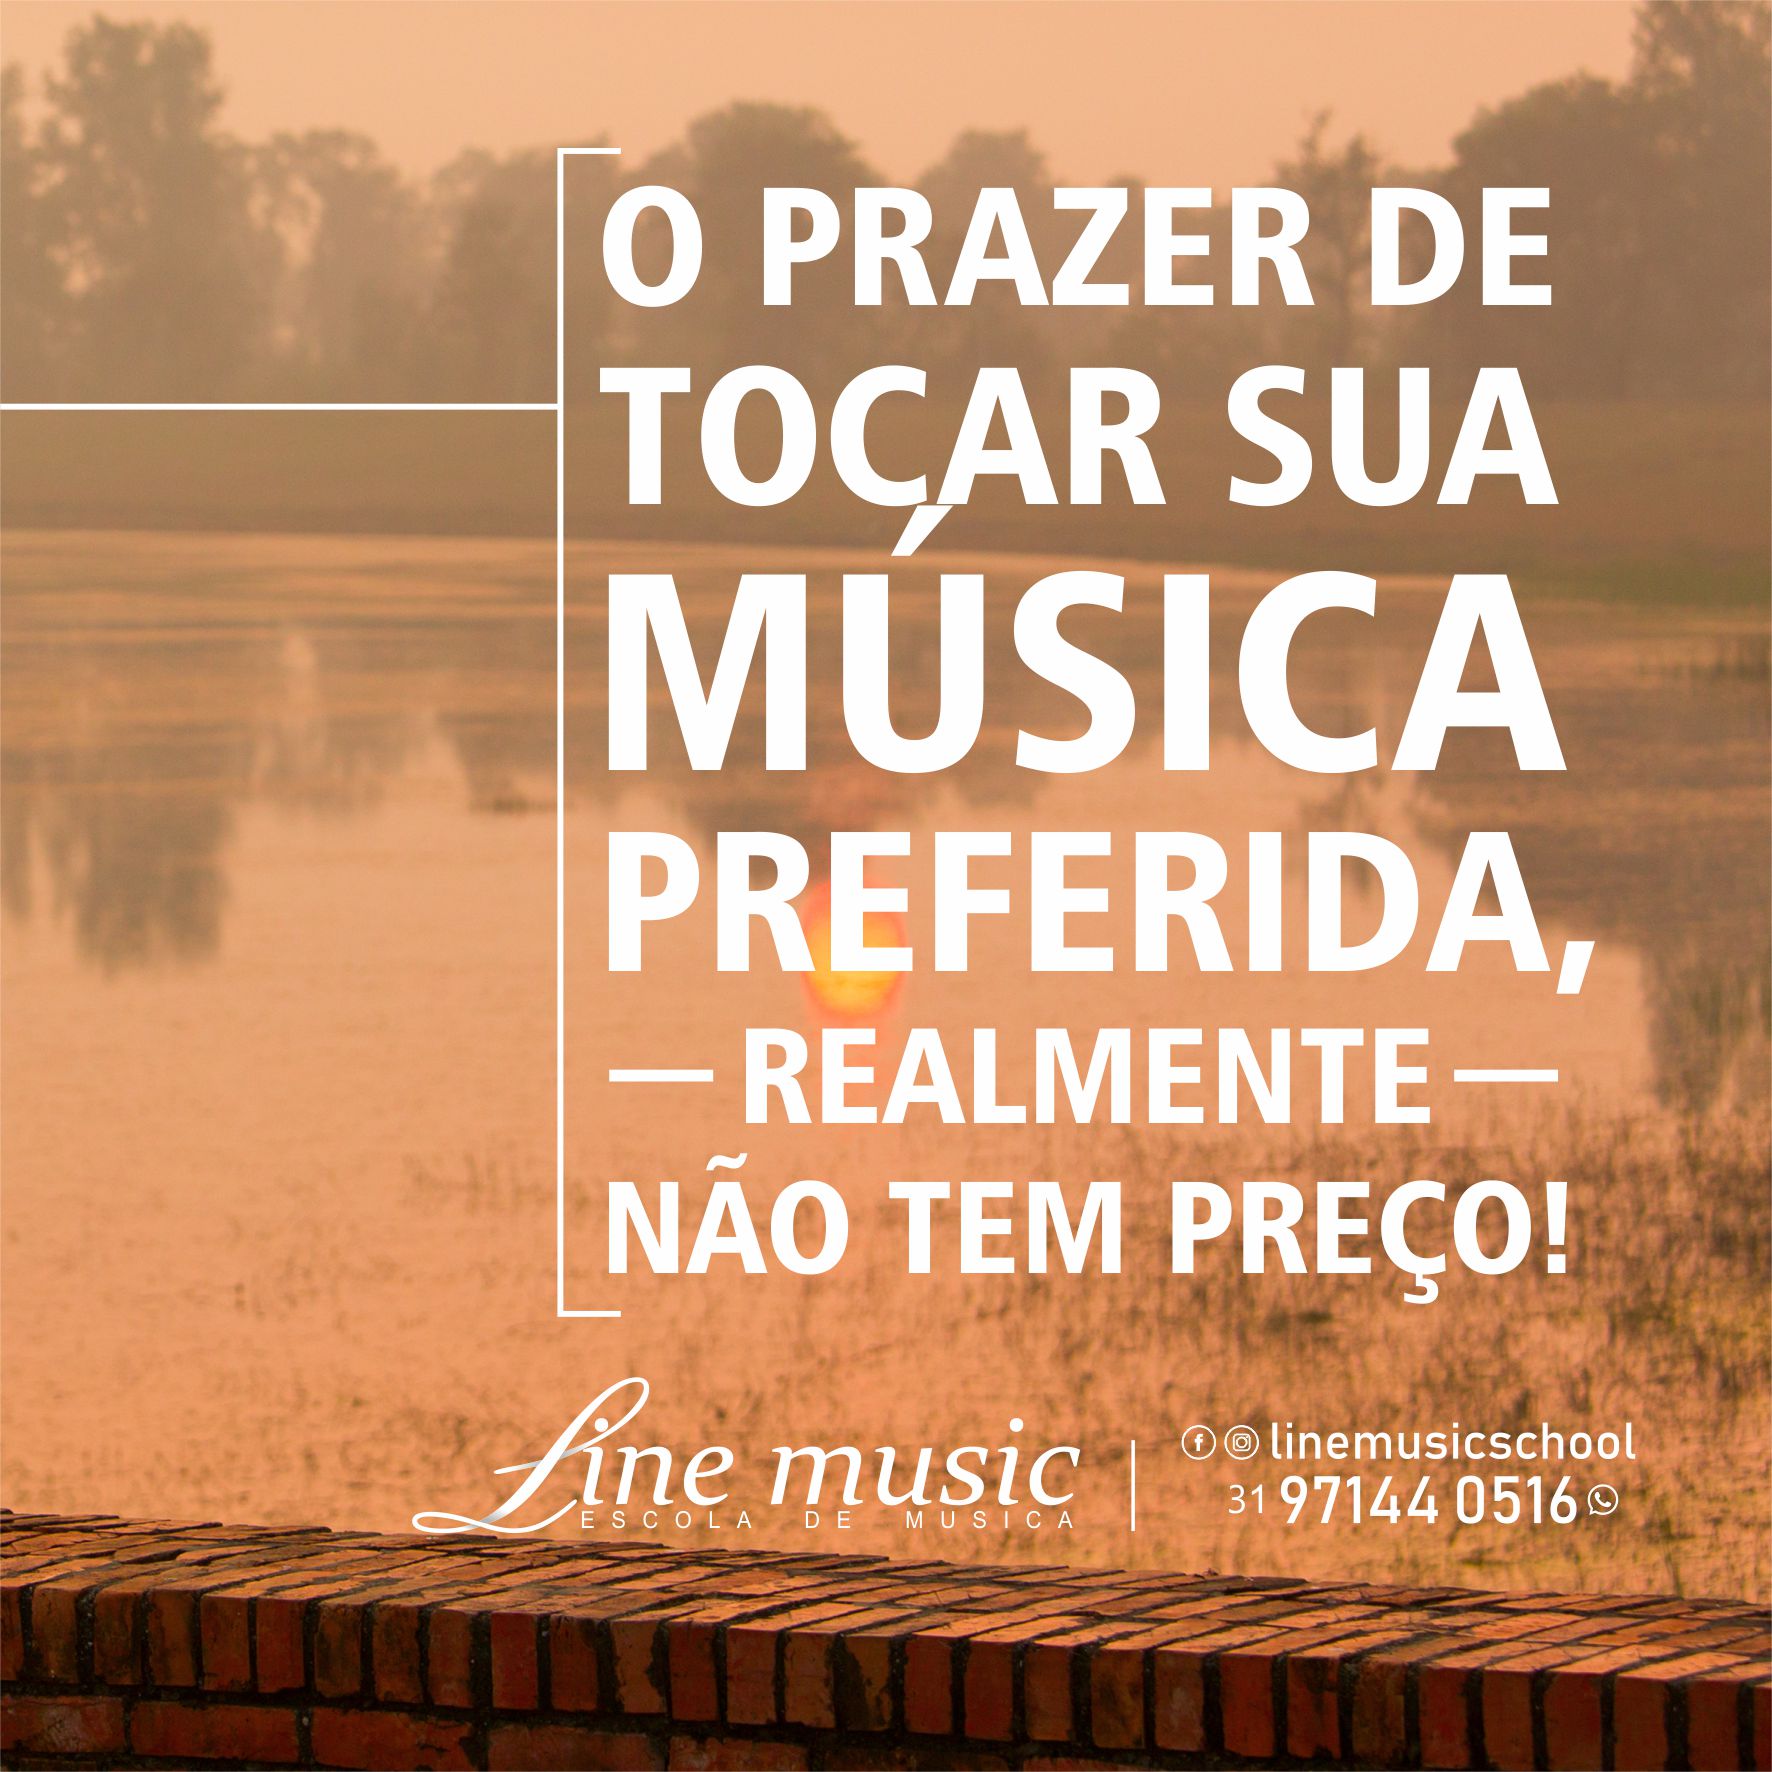 O PRAZER DE
TOCAR SUA
MÚSICA
PREFERIDA,
REALMENTE
NÃO TEM PREÇO!
Line music
ESCOLA DE MUSICA
linemusicschool
31 97144 0516